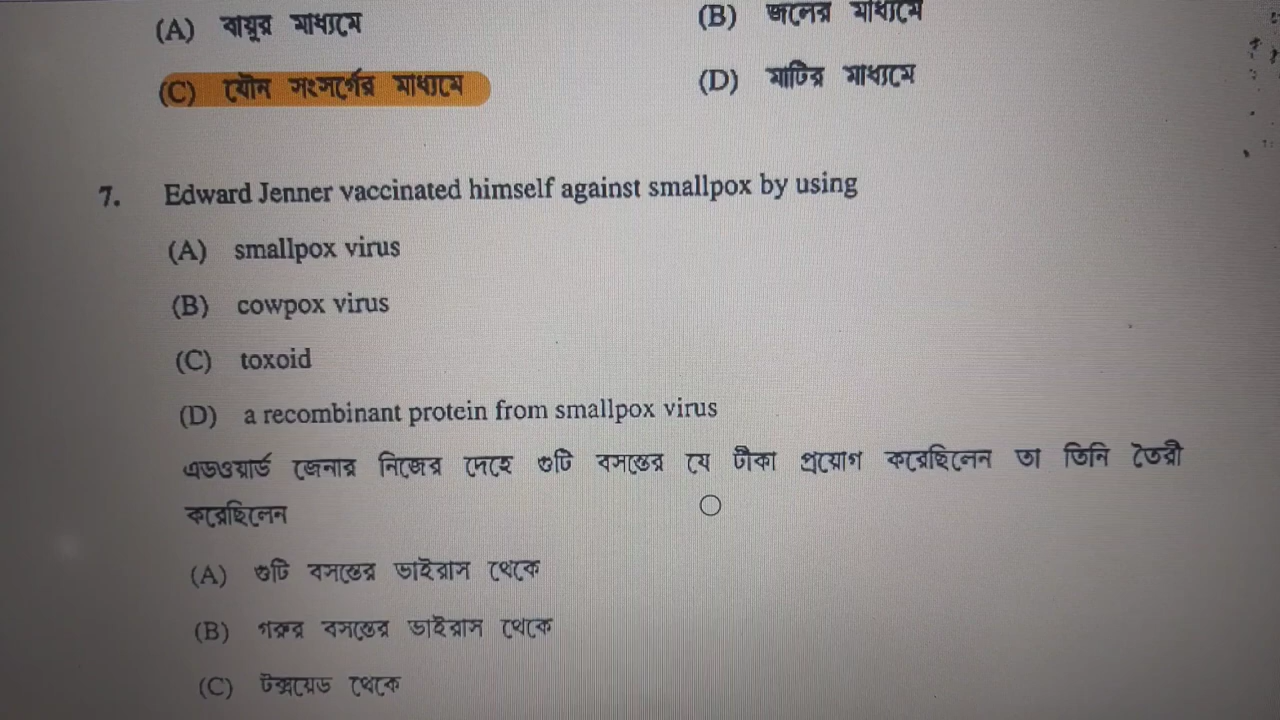 (A) বায়ুর মাধ্যমে (B) জলের মাধ্যমে
(C) যৌন সংসর্গের মাধ্যমে (D) মাটির মাধ্যমে
7. Edward Jenner vaccinated himself against smallpox by using
(A) smallpox virus
(B) cowpox virus
(C) toxoid
(D) a recombinant protein from smallpox virus
এডওয়ার্ড জেনার নিজের দেহে গুটি বসন্তের যে টীকা প্রয়োগ করেছিলেন তা তিনি তৈরী
করেছিলেন
(A) গুটি বসন্তের ভাইরাস থেকে
(B) গরুর বসন্তের ভাইরাস থেকে
(C) টক্সয়েড থেকে